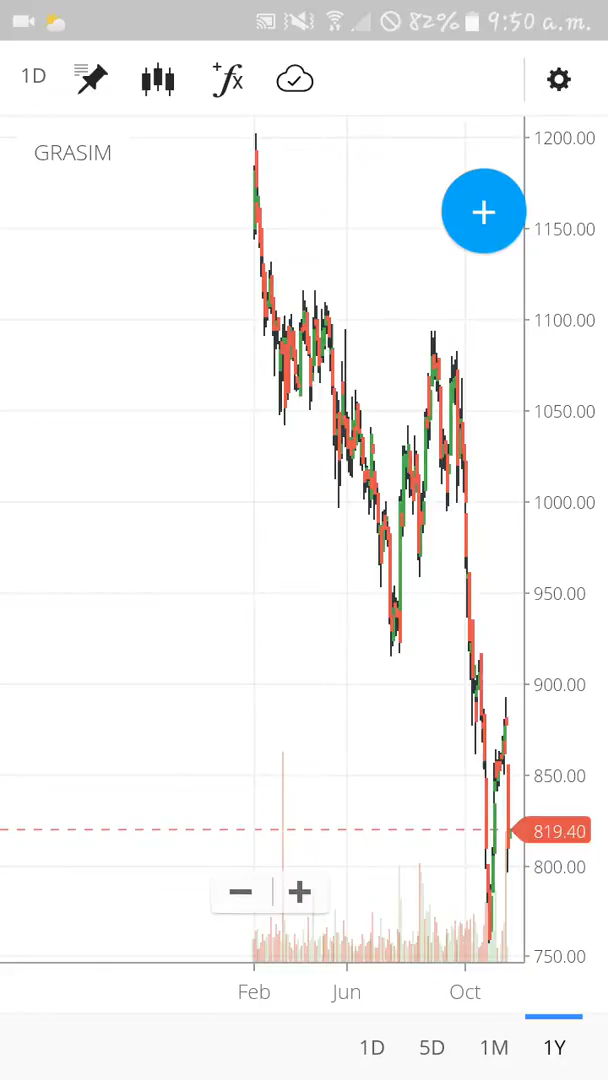 82% 9:50 a.m.
1D +fx
GRASIM
1200.00
1150.00
1100.00
1050.00
1000.00
950.00
900.00
850.00
819.40
800.00
750.00
Feb Jun Oct
1D 5D 1M 1Y